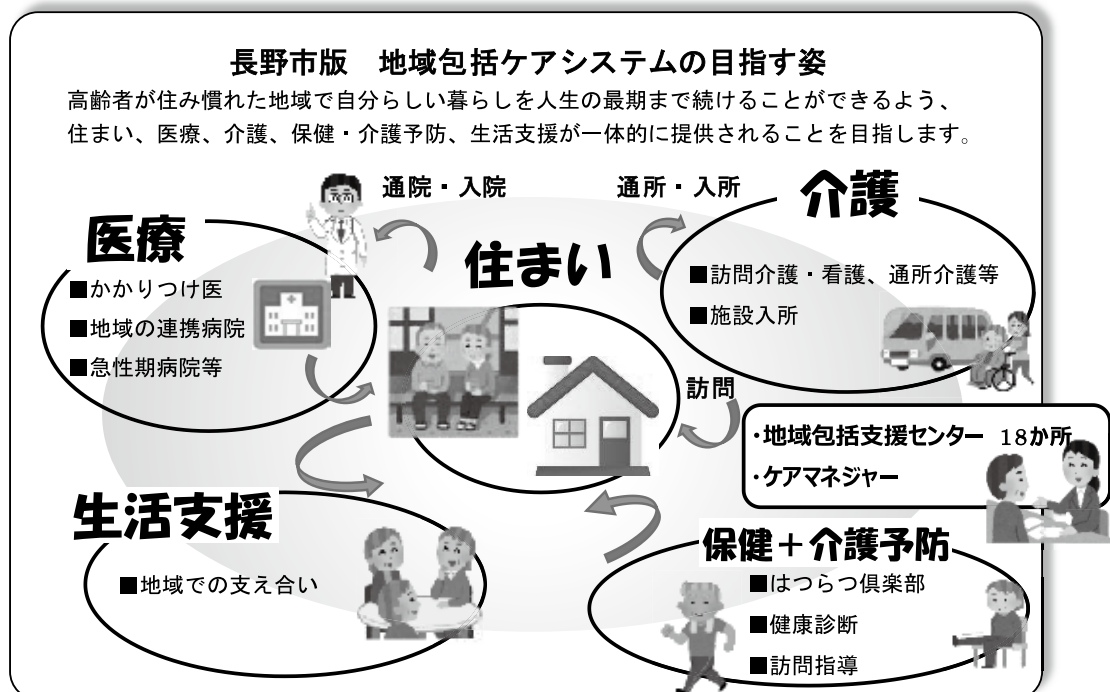 長野市版　地域包括ケアシステムの目指す姿
高齢者が住み慣れた地域で自分らしい暮らしを人生の最期まで続けることができるよう、
住まい、医療、介護、保健・介護予防、生活支援が一体的に提供されることを目指します。
通院・入院
通所・入所
介護
医療
住まい
■訪問介護・看護、通所介護等
■施設入所
■かかりつけ医
■地域の連携病院
■急性期病院等
訪問
・地域包括支援センター 18か所
・ケアマネジャー
生活支援
■地域での支え合い
保健＋介護予防
■はつらつ倶楽部
■健康診断
■訪問指導